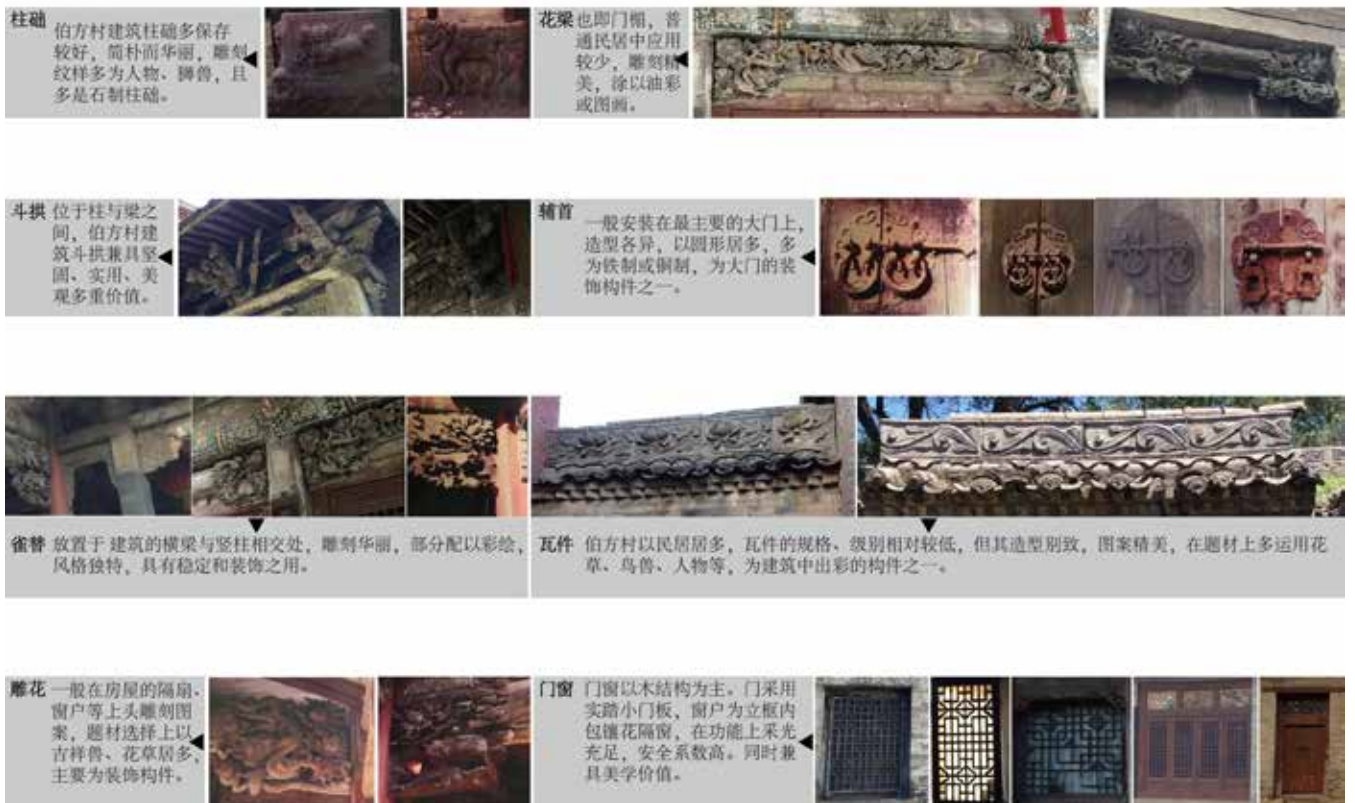 柱础
伯方村建筑柱础多保存
较好，简朴而华丽，雕刻
纹样多为人物、狮兽，且
多是石制柱础。
花梁 也即门楣，普
通民居中应用
较少，雕刻精
美，涂以油彩
或图画。
斗拱 位于柱与梁之
间，伯方村建
筑斗拱兼具坚
固、实用、美
观多重价值。
辅首
一般安装在最主要的大门上，
造型各异，以圆形居多，多
为铁制或铜制，为大门的装
饰构件之一。
雀替 放置于 建筑的横梁与竖柱相交处，雕刻华丽，部分配以彩绘，
风格独特，具有稳定和装饰之用。
瓦件 伯方村以民居居多，瓦件的规格、级别相对较低，但其造型别致，图案精美，在题材上多运用花
草、鸟兽、人物等，为建筑中出彩的构件之一。
雕花 一般在房屋的隔扇、
窗户等上头雕刻图
案，题材选择上以
吉祥兽、花草居多，
主要为装饰构件。
门窗 门窗以木结构为主。门采用
实踏小门板，窗户为立框内
包镶花隔窗，在功能上采光
充足，安全系数高。同时兼
具美学价值。